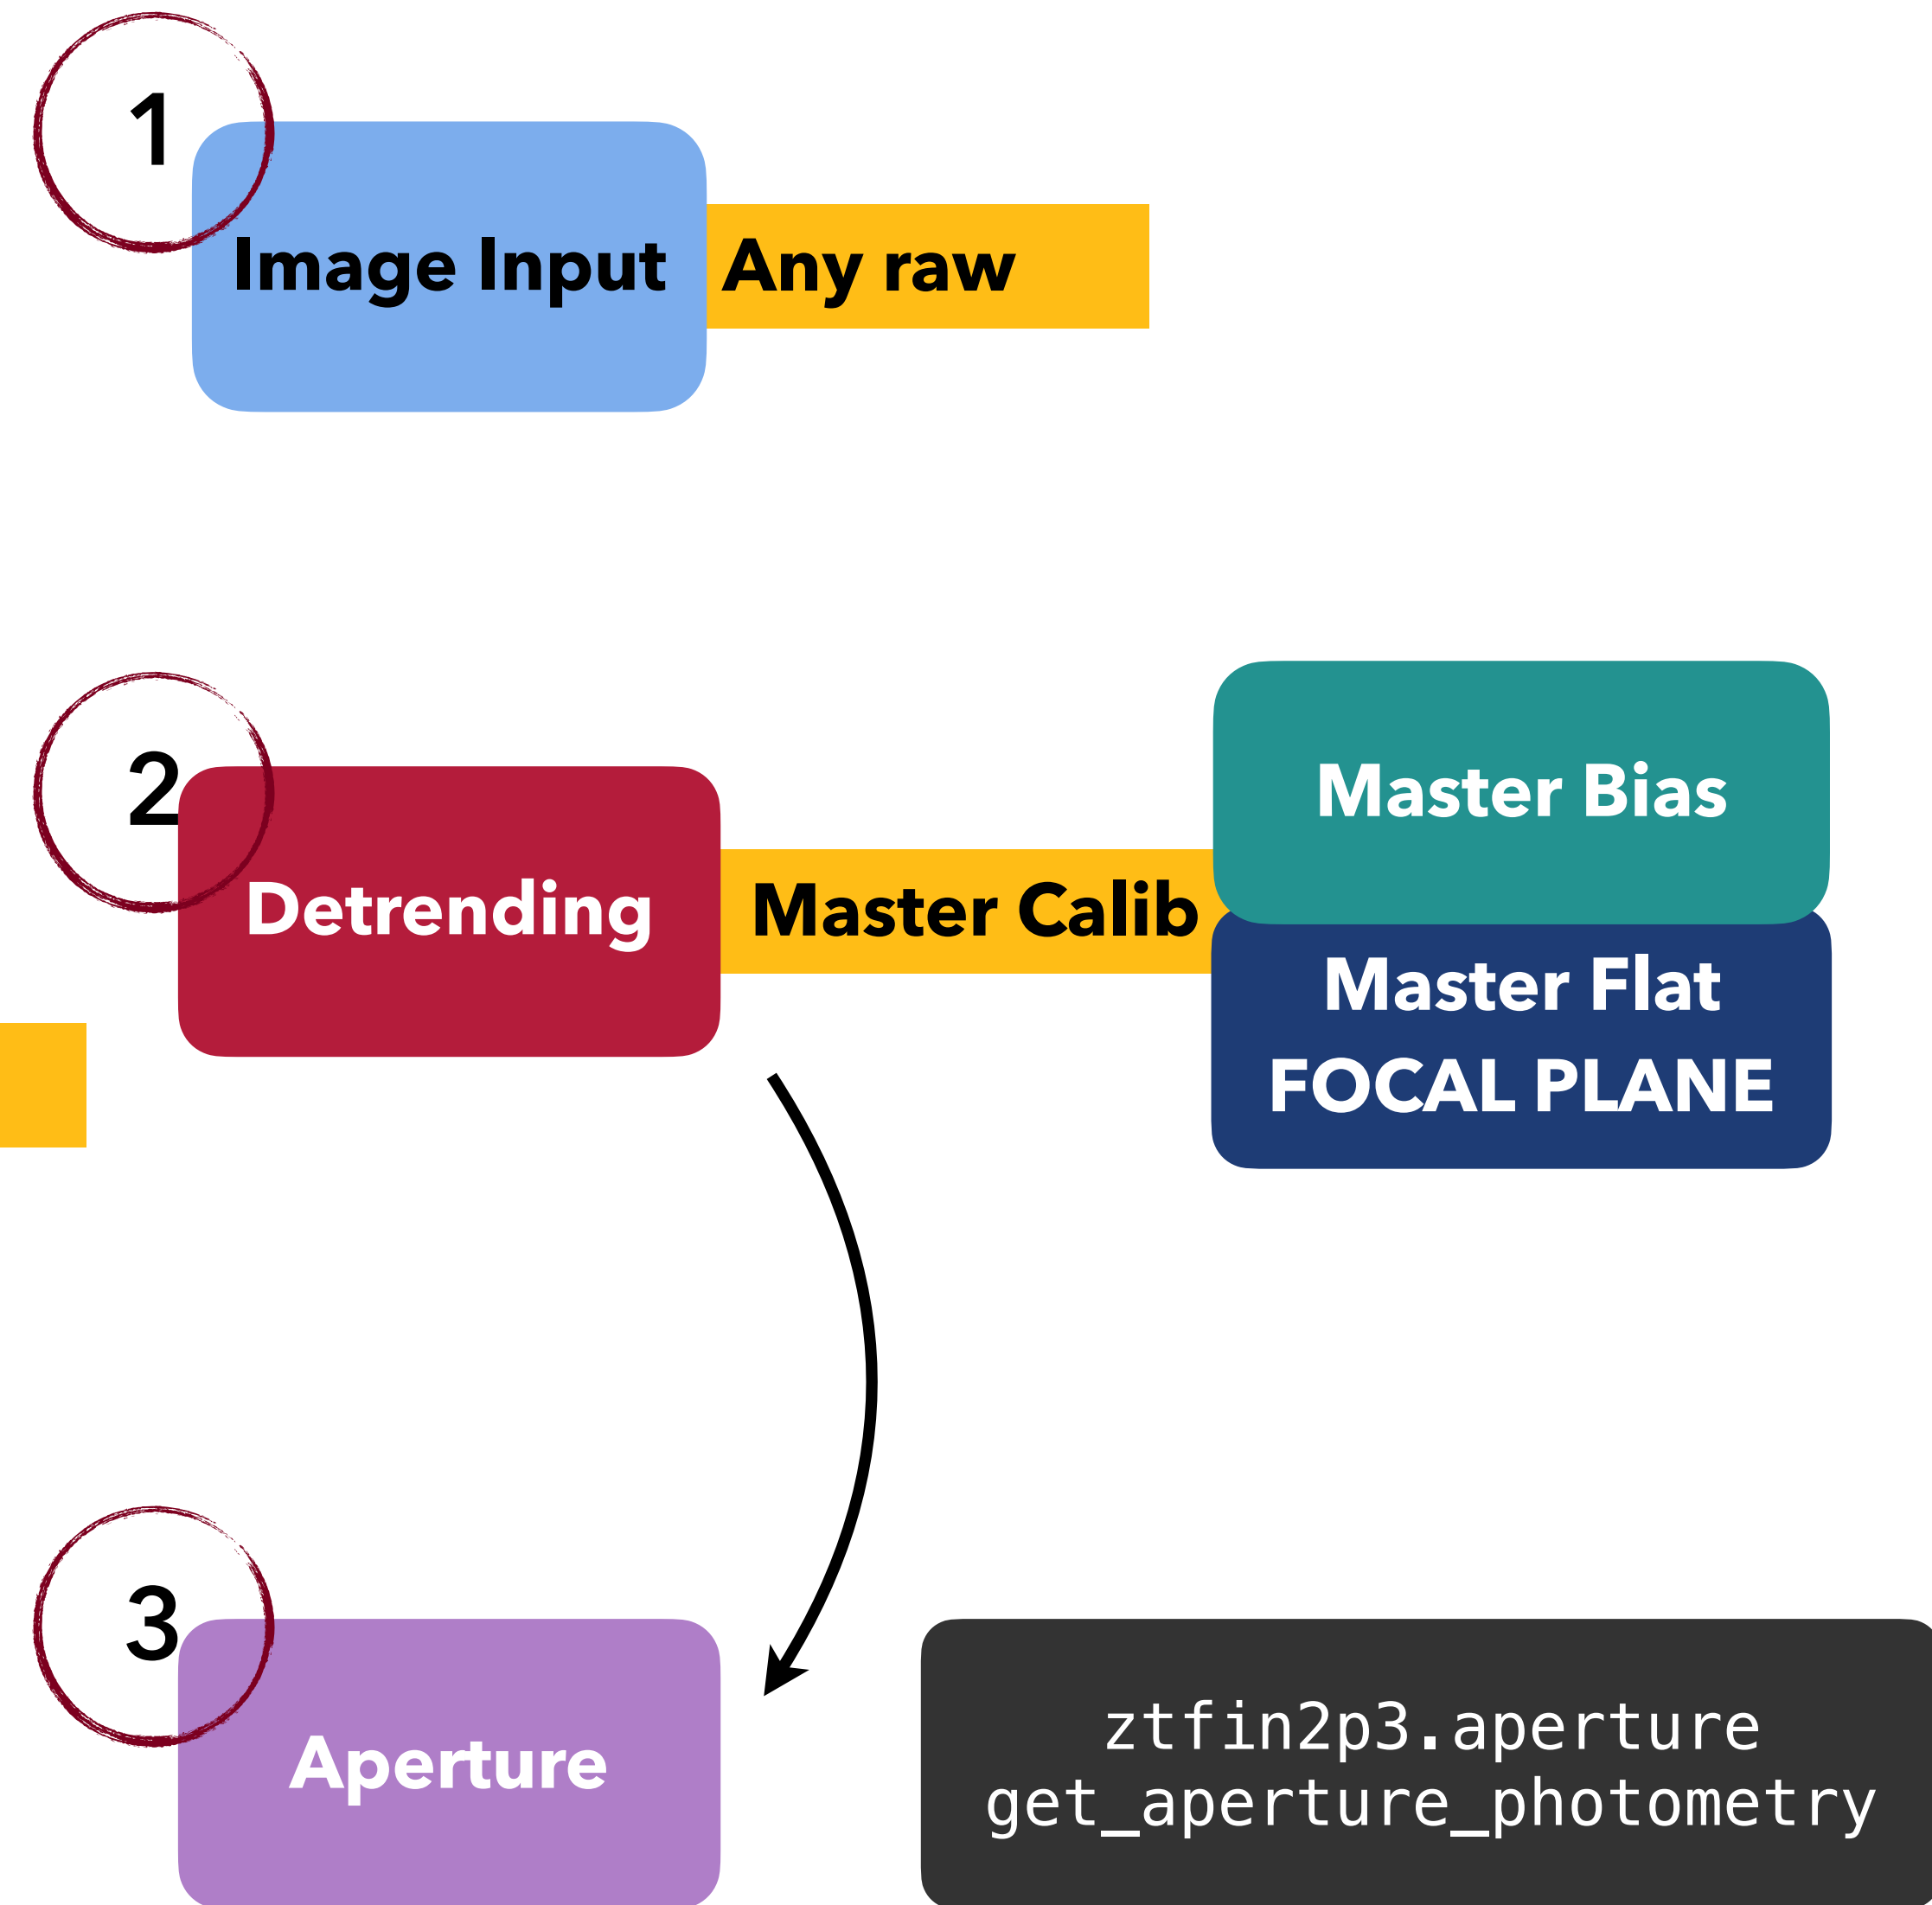 1
Image Input
Any raw
2
Detrending
Master Calib
Master Bias
Master Flat
FOCAL PLANE
3
Aperture
ztfin2p3.aperture
get_aperture_photometry